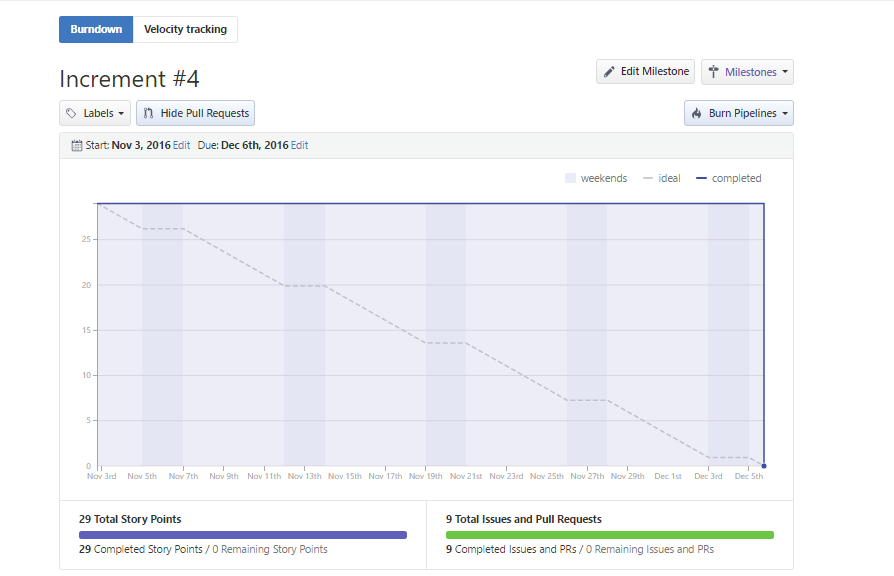 Burndown Velocity tracking
Increment #4 Edit Milestone Milestones
Labels Hide Pull Requests Burn Pipelines
Start: Nov 3, 2016 Edit Due: Dec 6th, 2016 Edit
weekends ideal completed
25
20
15
10
5
0
Nov 3rd Nov 5th Nov 7th Nov 9th Nov 11th Nov 13th Nov 15th Nov 17th Nov 19th Nov 21st Nov 23rd Nov 25th Nov 27th Nov 29th Dec 1st Dec 3rd Dec 5th
29 Total Story Points
29 Completed Story Points / 0 Remaining Story Points
9 Total Issues and Pull Requests
9 Completed Issues and PRs / 0 Remaining Issues and PRs